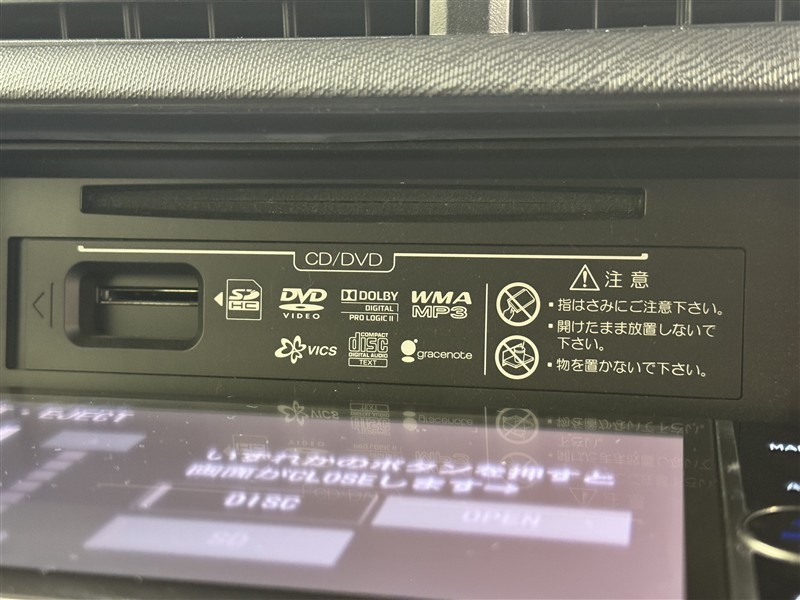 CD/DVD
SD HC
DVD VIDEO
DOLBY DIGITAL PRO LOGIC II
WMA MP3
VICS
COMPACT disc DIGITAL AUDIO TEXT
gracenote
注意
・指はさみにご注意下さい。
・開けたまま放置しないで
下さい。
・物を置かないで下さい。
EJECT
いずれかのボタンを押すと
画面がCLOSEします
DISC
OPEN
SD